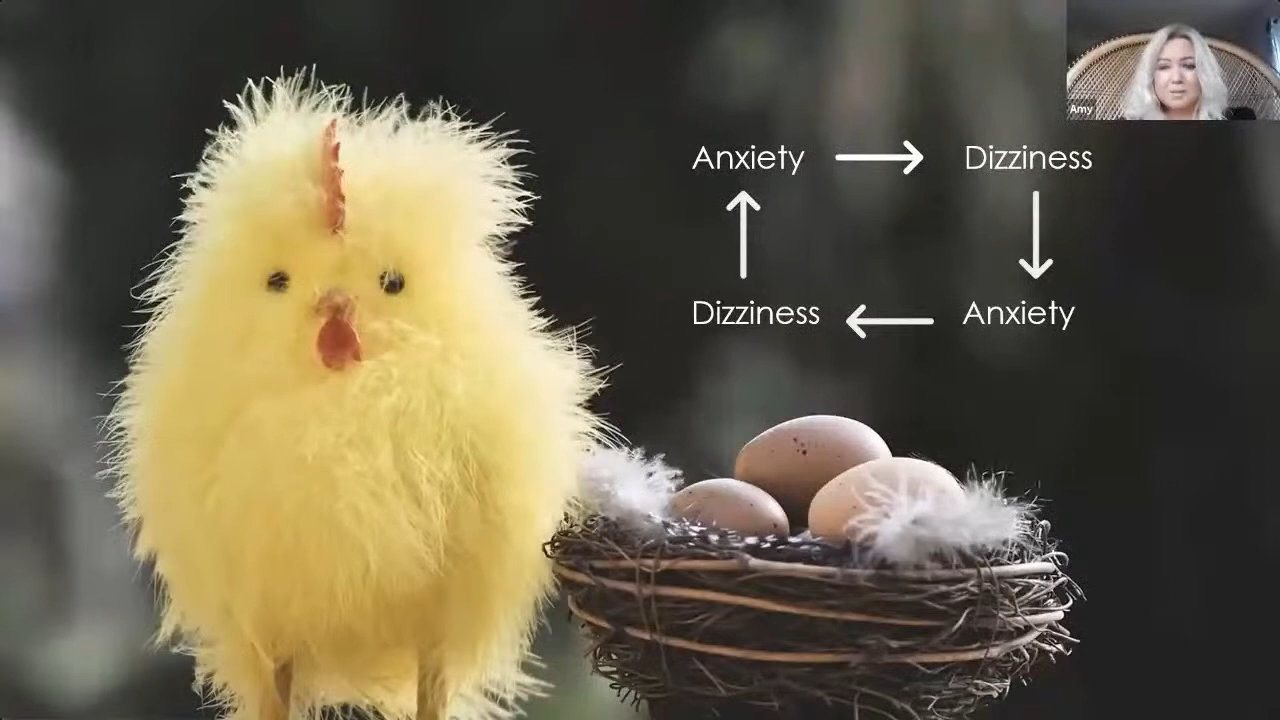 Amy
Anxiety → Dizziness
↑ ↓
Dizziness ← Anxiety